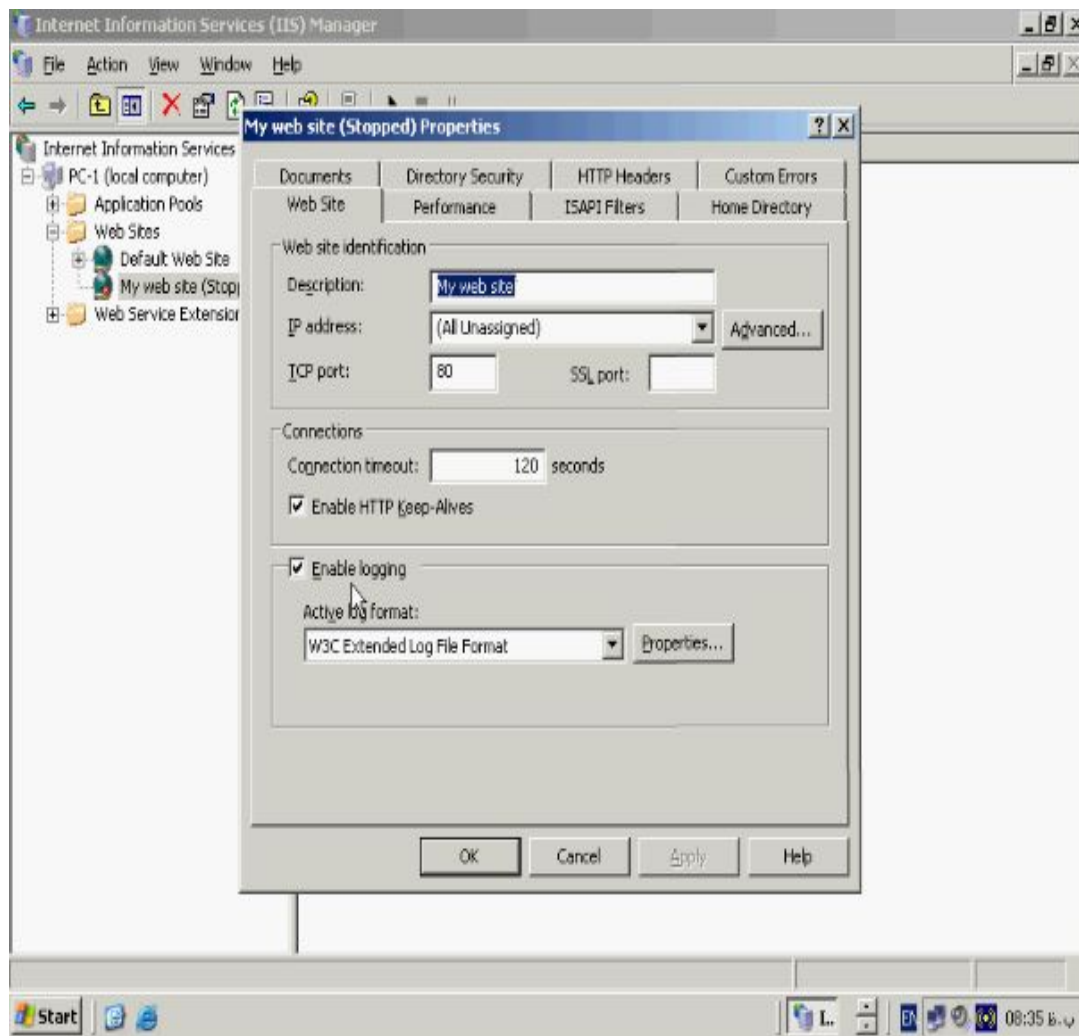 Internet Information Services (IIS) Manager
File Action View Window Help
My web site (Stopped) Properties
Internet Information Services
PC-1 (local computer)
Application Pools
Web Sites
Default Web Site
My web site (Stop
Web Service Extension
Documents Directory Security HTTP Headers Custom Errors
Web Site Performance ISAPI Filters Home Directory
Web site identification
Description: My web site
IP address: (All Unassigned) Advanced...
TCP port: 80 SSL port:
Connections
Connection timeout: 120 seconds
Enable HTTP Keep-Alives
Enable logging
Active log format:
W3C Extended Log File Format Properties...
OK Cancel Apply Help
Start I... EN 08:35 ب.ظ